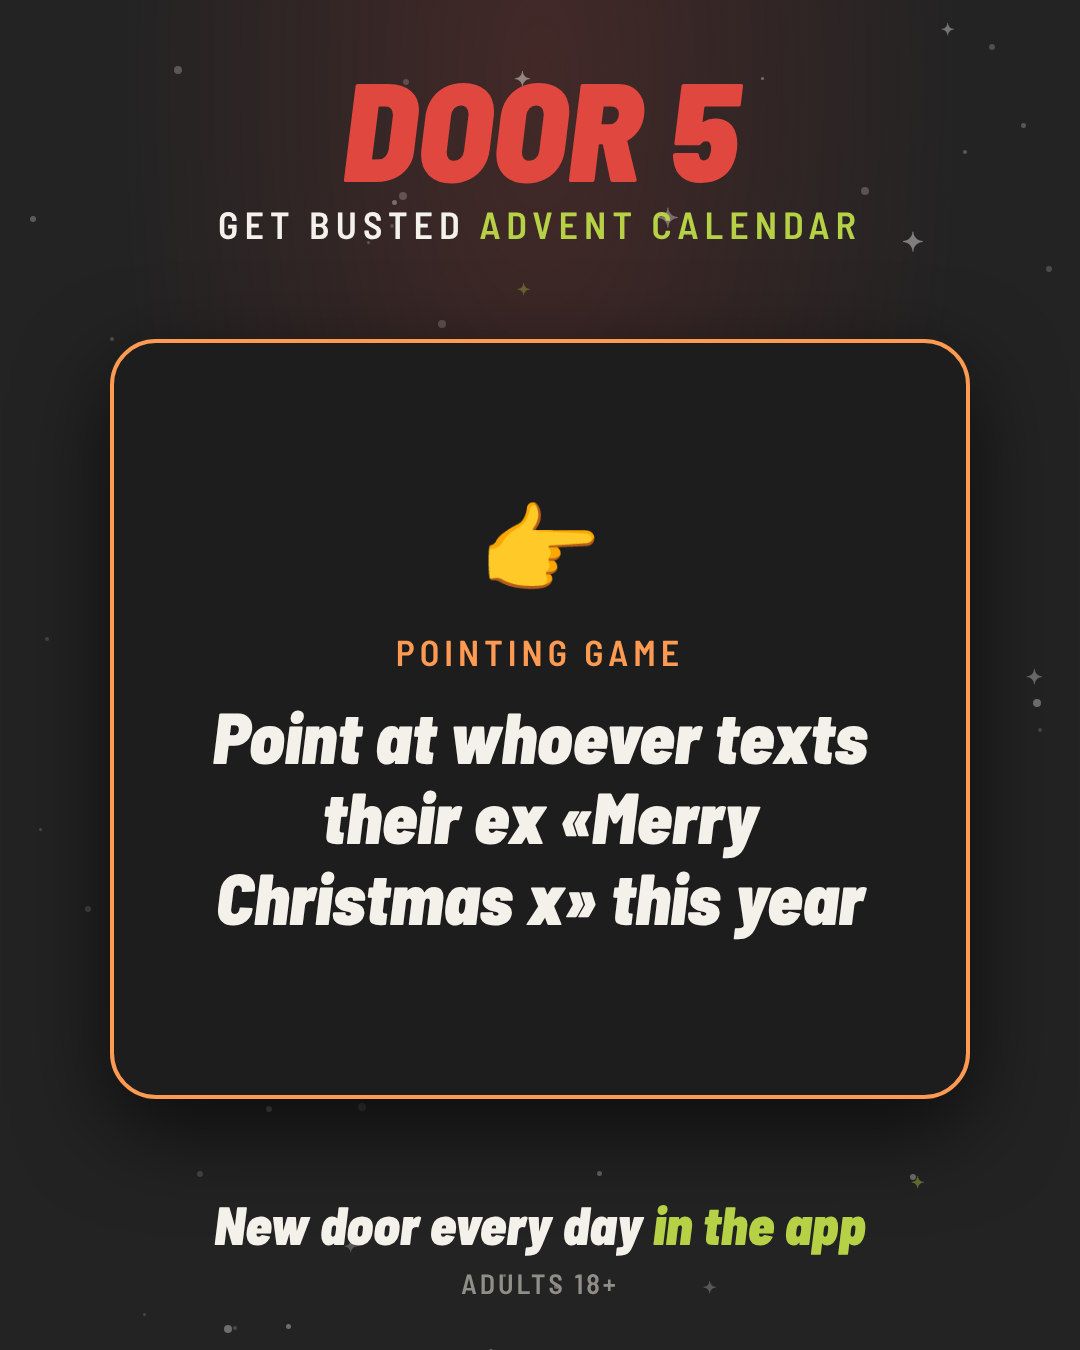 DOOR 5
GET BUSTED ADVENT CALENDAR
POINTING GAME
Point at whoever texts
their ex «Merry
Christmas x» this year
New door every day in the app
ADULTS 18+